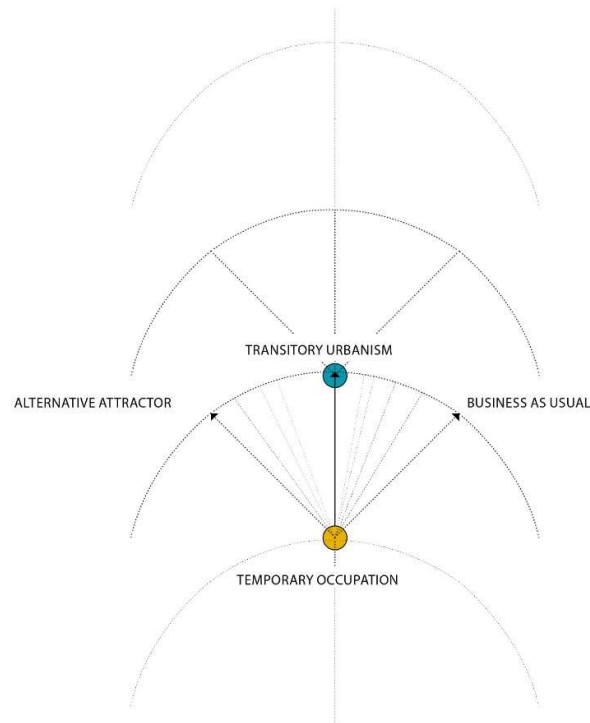 TRANSITORY URBANISM
ALTERNATIVE ATTRACTOR
BUSINESS AS USUAL
TEMPORARY OCCUPATION